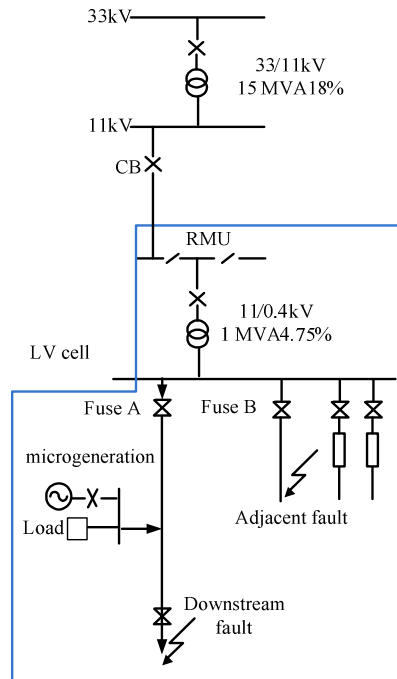 33kV
33/11kV
15 MVA18%
11kV
CB
RMU
11/0.4kV
1 MVA4.75%
LV cell
Fuse A
Fuse B
microgeneration
Load
Adjacent fault
Downstream
fault